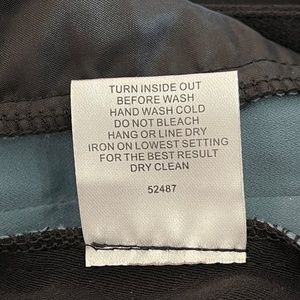 TURN INSIDE OUT
BEFORE WASH
HAND WASH COLD
DO NOT BLEACH
HANG OR LINE DRY
IRON ON LOWEST SETTING
FOR THE BEST RESULT
DRY CLEAN
52487